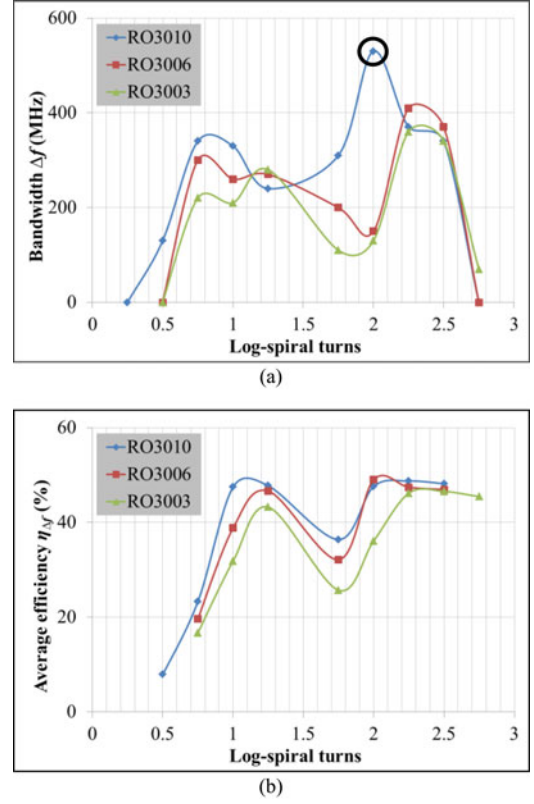 600
400
200
0
Bandwidth Δf (MHz)
RO3010
RO3006
RO3003
0 0.5 1 1.5 2 2.5 3
Log-spiral turns
(a)
60
40
20
0
Average efficiency ηΔf (%)
RO3010
RO3006
RO3003
0 0.5 1 1.5 2 2.5 3
Log-spiral turns
(b)